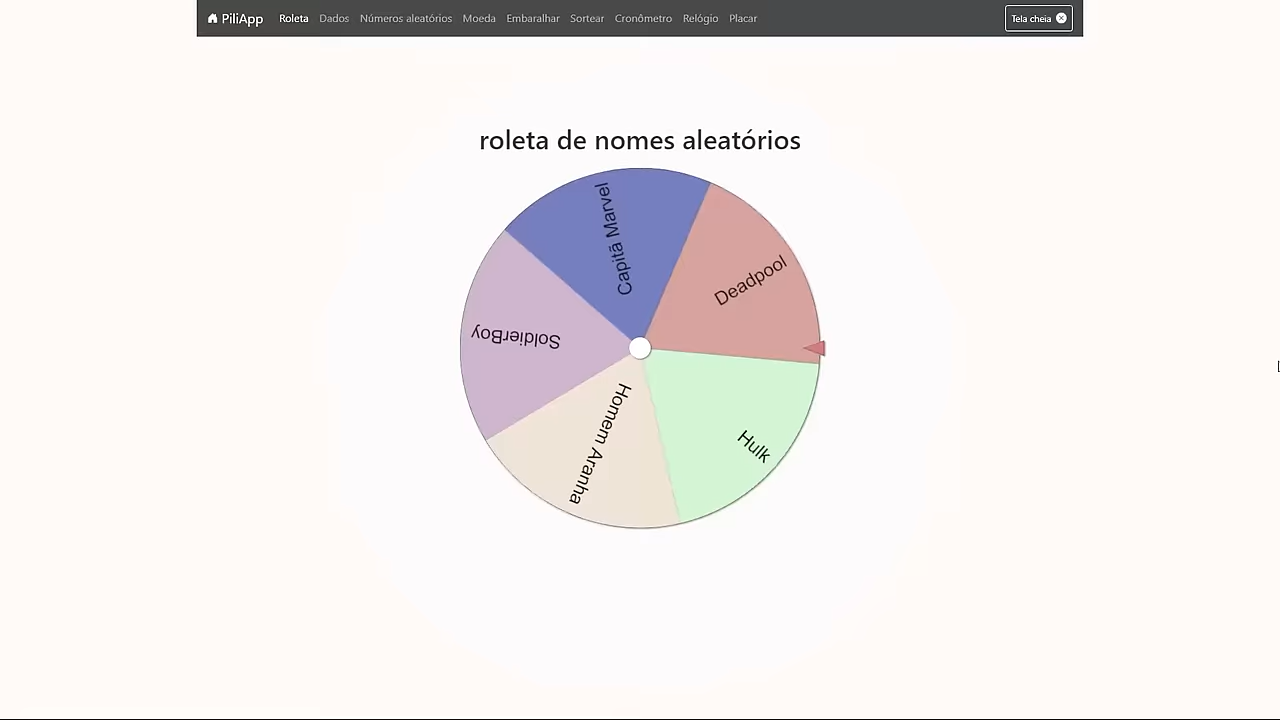 PiliApp Roleta Dados Números aleatórios Moeda Embaralhar Sortear Cronômetro Relógio Placar Tela cheia
roleta de nomes aleatórios
Capitã Marvel
Deadpool
SoldierBoy
Homem Aranha
Hulk